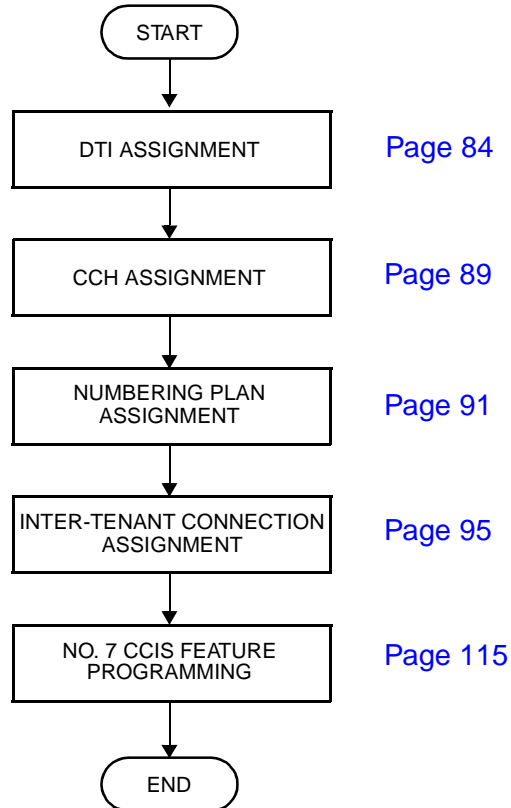 START
DTI ASSIGNMENT
Page 84
CCH ASSIGNMENT
Page 89
NUMBERING PLAN
ASSIGNMENT
Page 91
INTER-TENANT CONNECTION
ASSIGNMENT
Page 95
NO. 7 CCIS FEATURE
PROGRAMMING
Page 115
END